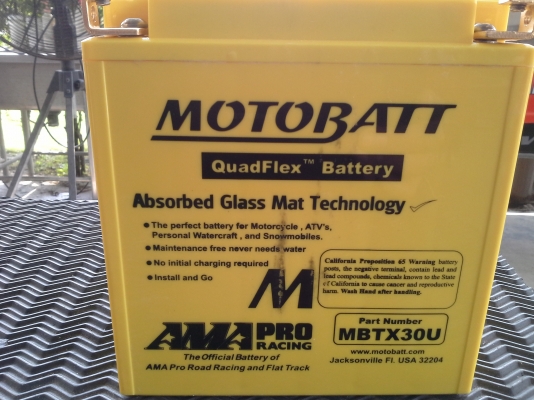 MOTOBATT
QuadFlex™ Battery
Absorbed Glass Mat Technology
• The perfect battery for Motorcycle , ATV's,
Personal Watercraft , and Snowmobiles.
• Maintenance free never needs water
• No initial charging required
• Install and Go
California Proposition 65 Warning battery
posts, the negative terminal, contain lead and
lead compounds, chemicals known to the State
of California to cause cancer and reproductive
harm. Wash Hand after handling.
M
AMA PRO
RACING
The Official Battery of
AMA Pro Road Racing and Flat Track
Part Number
MBTX30U
www.motobatt.com
Jacksonville Fl. USA 32204